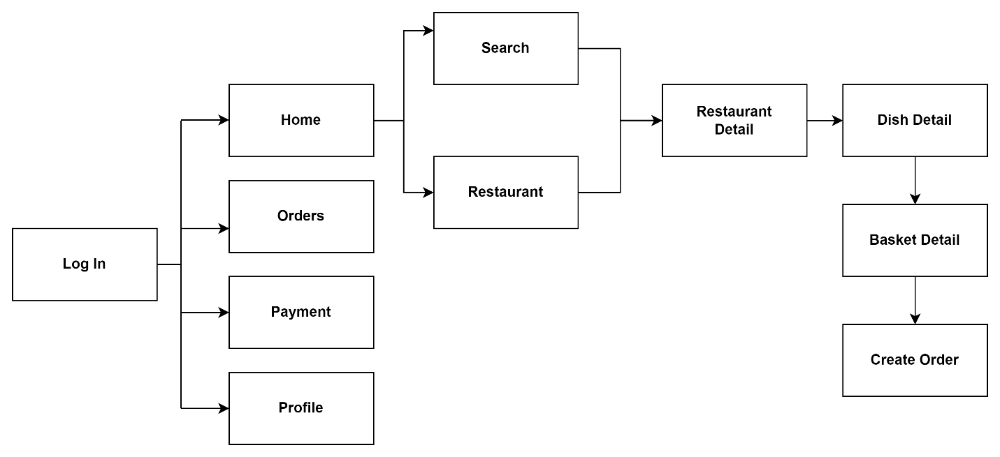 Search
Home
Restaurant
Detail
Dish Detail
Restaurant
Orders
Log In
Basket Detail
Payment
Create Order
Profile